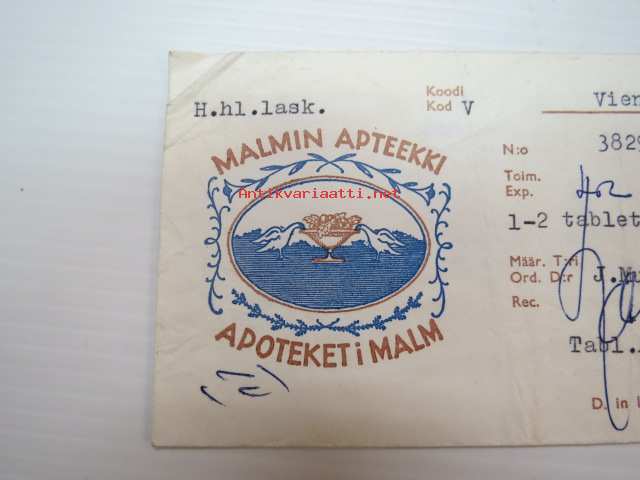 H.hl.lask.
Koodi
Kod V
MALMIN APTEEKKI
Antikvariaatti.net
APOTEKET i MALM
N:o 3829
Toim.
Exp.
1-2 tablet
Määr. T:ri
Ord. D:r J.
Rec.
Tabl.
D. in